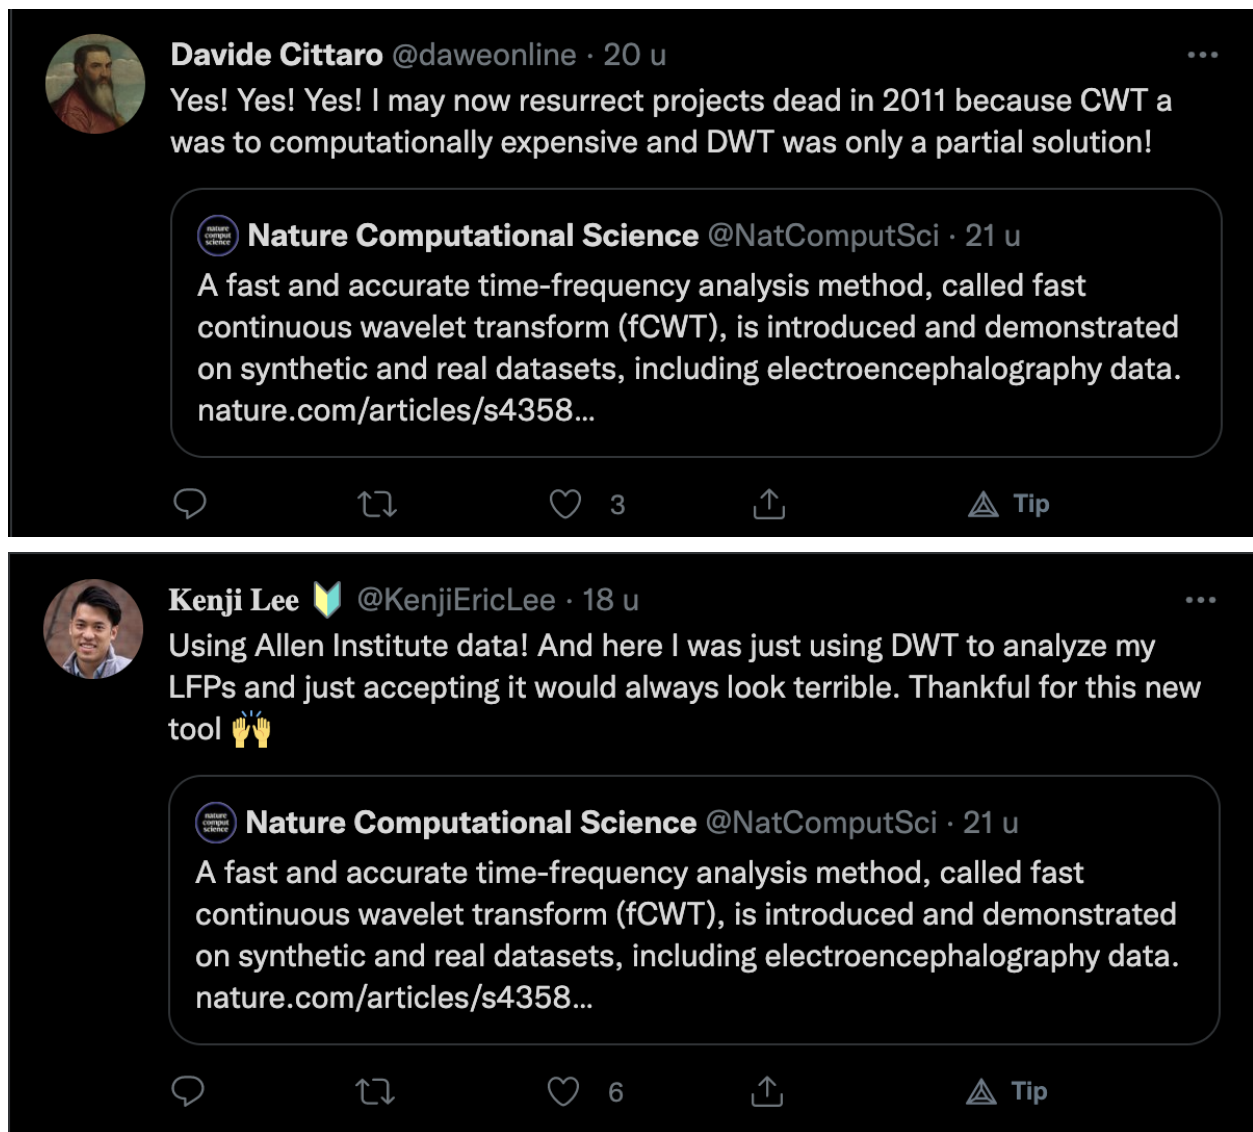 Davide Cittaro @daweonline · 20 u
Yes! Yes! Yes! I may now resurrect projects dead in 2011 because CWT a
was to computationally expensive and DWT was only a partial solution!
nature
comput
science
Nature Computational Science @NatComputSci · 21 u
A fast and accurate time-frequency analysis method, called fast
continuous wavelet transform (fCWT), is introduced and demonstrated
on synthetic and real datasets, including electroencephalography data.
nature.com/articles/s4358...
3 Tip
Kenji Lee 🔰 @KenjiEricLee · 18 u
Using Allen Institute data! And here I was just using DWT to analyze my
LFPs and just accepting it would always look terrible. Thankful for this new
tool 🙌
nature
comput
science
Nature Computational Science @NatComputSci · 21 u
A fast and accurate time-frequency analysis method, called fast
continuous wavelet transform (fCWT), is introduced and demonstrated
on synthetic and real datasets, including electroencephalography data.
nature.com/articles/s4358...
6 Tip